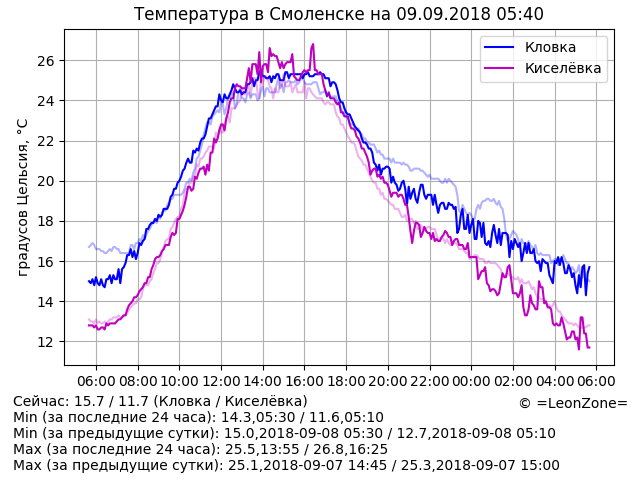 Температура в Смоленске на 09.09.2018 05:40
Кловка
Киселёвка
градусов Цельсия, °C
26
24
22
20
18
16
14
12
06:00 08:00 10:00 12:00 14:00 16:00 18:00 20:00 22:00 00:00 02:00 04:00 06:00
Сейчас: 15.7 / 11.7 (Кловка / Киселёвка)
© =LeonZone=
Min (за последние 24 часа): 14.3,05:30 / 11.6,05:10
Min (за предыдущие сутки): 15.0,2018-09-08 05:30 / 12.7,2018-09-08 05:10
Max (за последние 24 часа): 25.5,13:55 / 26.8,16:25
Max (за предыдущие сутки): 25.1,2018-09-07 14:45 / 25.3,2018-09-07 15:00